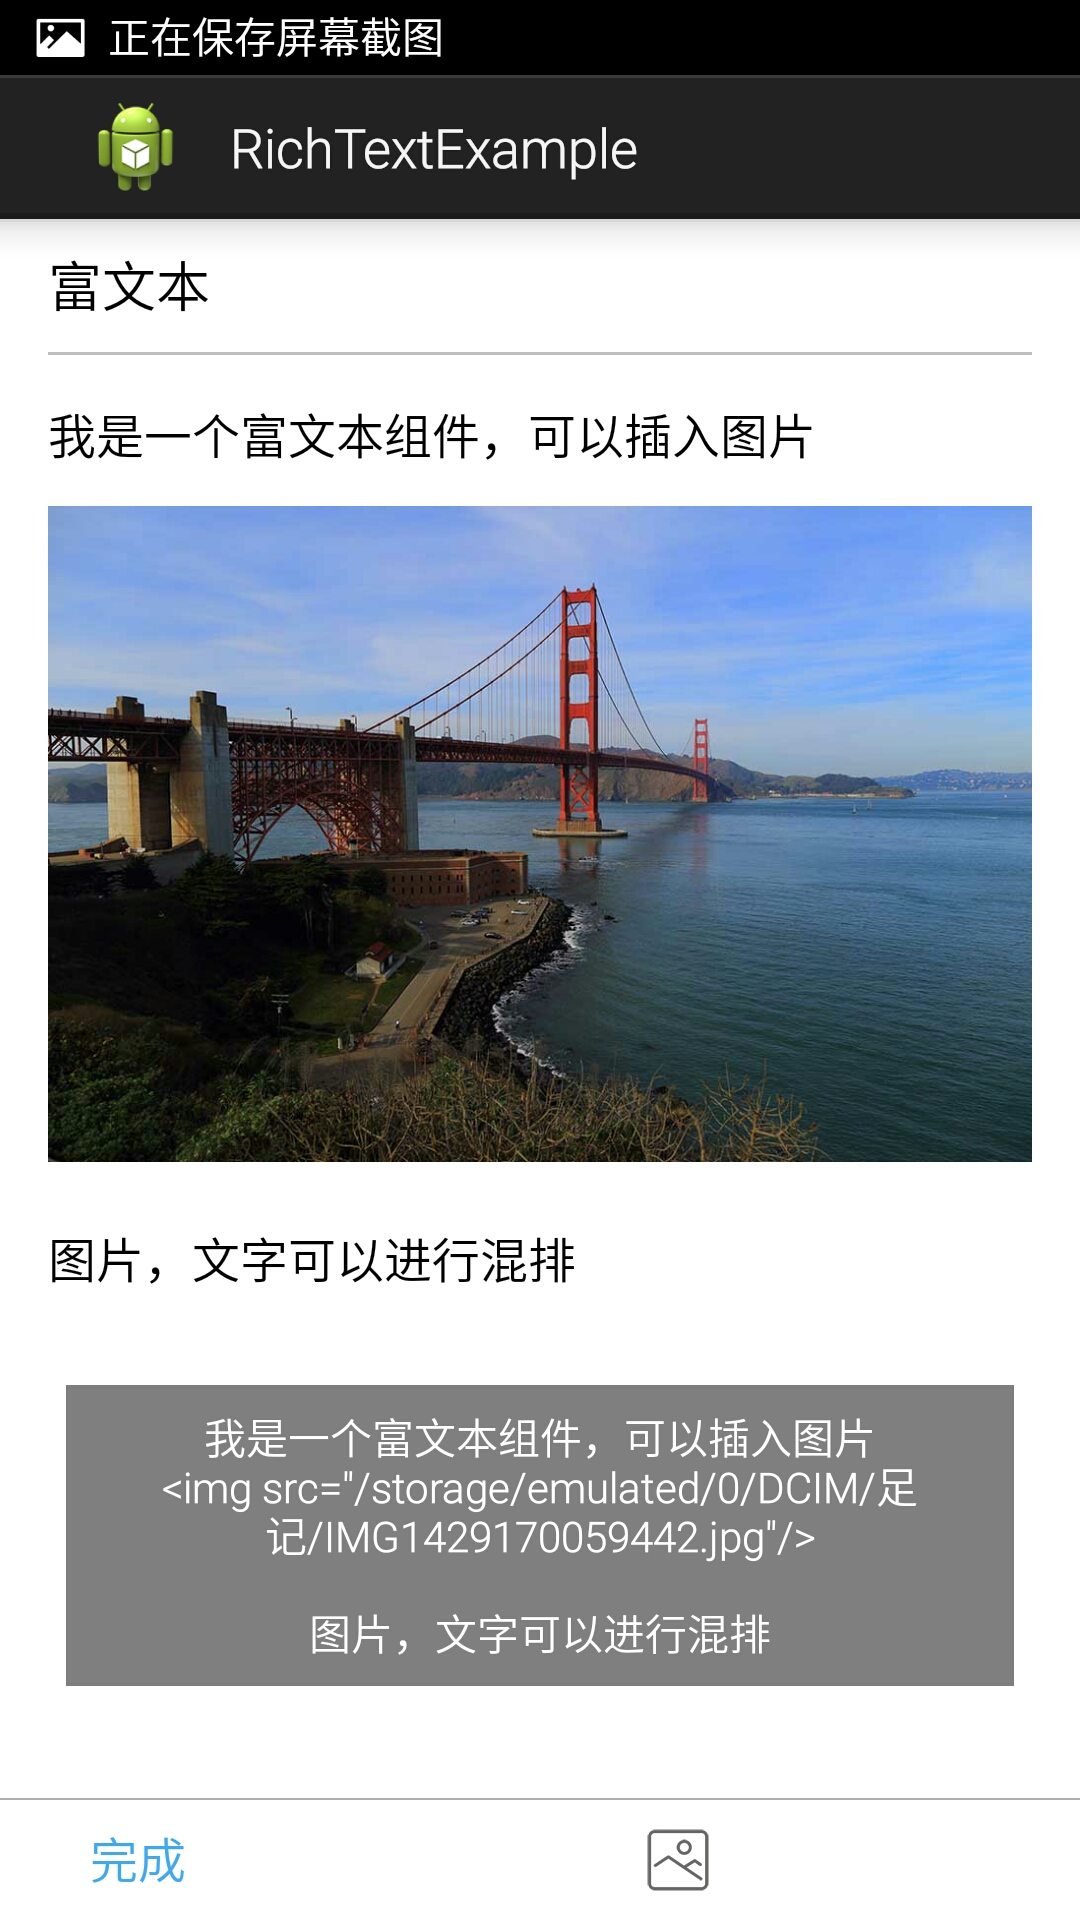 正在保存屏幕截图
RichTextExample
富文本
我是一个富文本组件，可以插入图片
图片，文字可以进行混排
我是一个富文本组件，可以插入图片
<img src="/storage/emulated/0/DCIM/足
记/IMG1429170059442.jpg"/>
图片，文字可以进行混排
完成